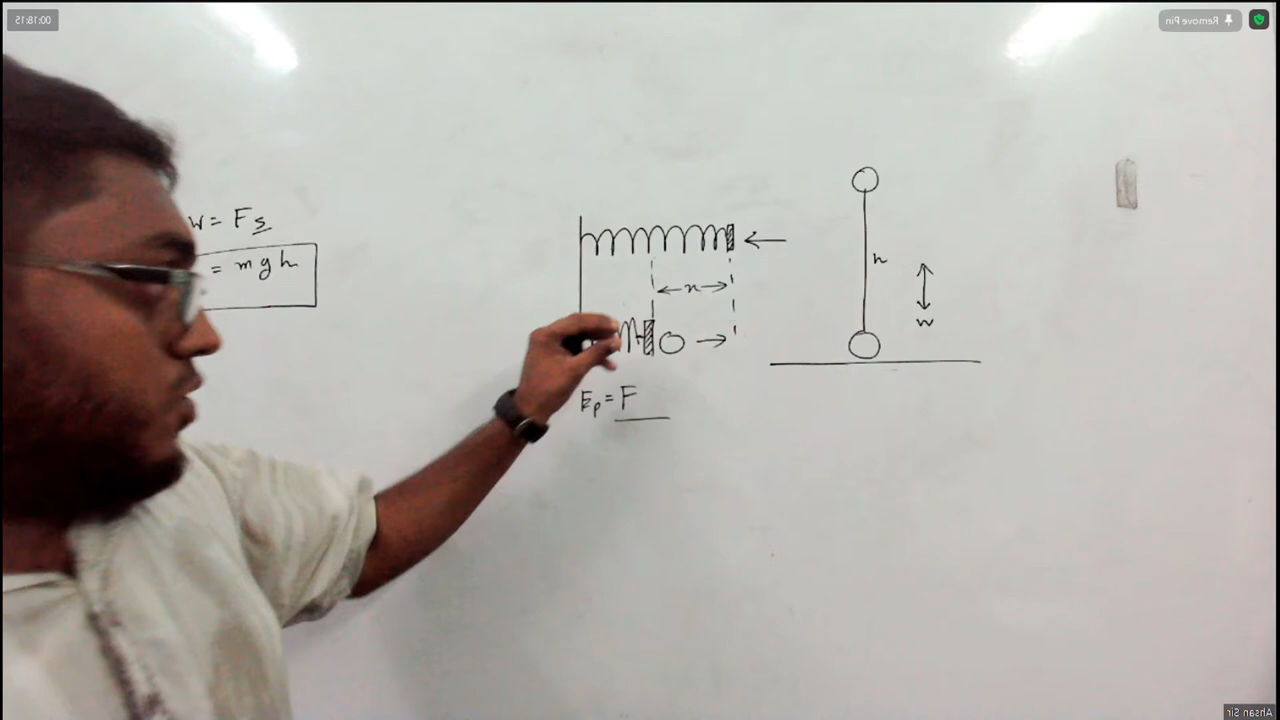 00:18:15
Remove Pin
W = Fs
= mgh
x
h
w
Ep = F
Ahsan Sir